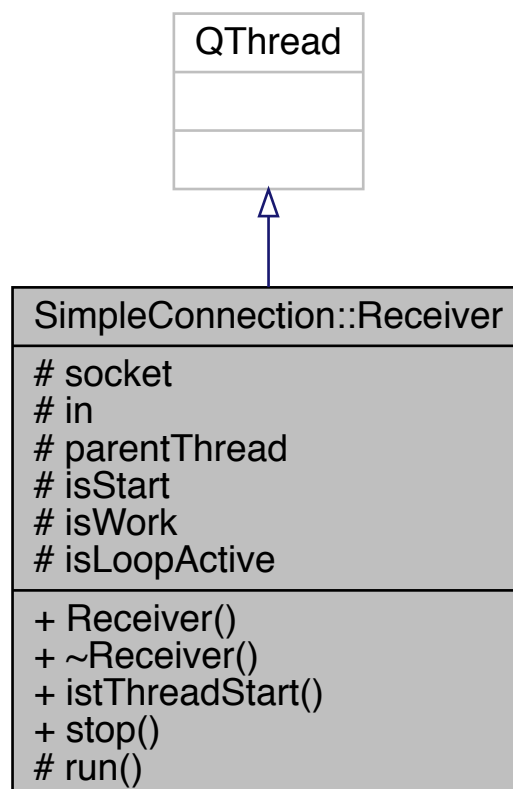 QThread
SimpleConnection::Receiver
# socket
# in
# parentThread
# isStart
# isWork
# isLoopActive
+ Receiver()
+ ~Receiver()
+ istThreadStart()
+ stop()
# run()